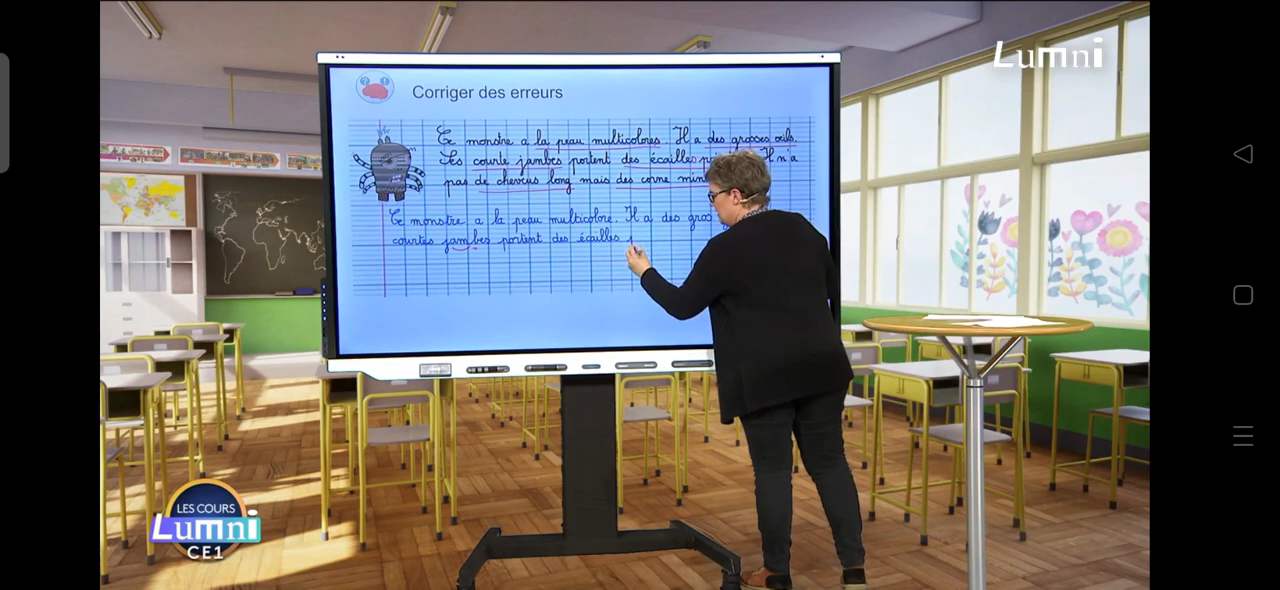 Lumni
Corriger des erreurs
Ce monstre a la peau multicolores. Il a des grosses oeils.
Ses courte jambes portent des écailles Il n'a
pas de cheveus long mais des corne
Ce monstre a la peau multicolore. Il a des gros
courtes jambes portent des écailles
LES COURS
Lumni
CE1